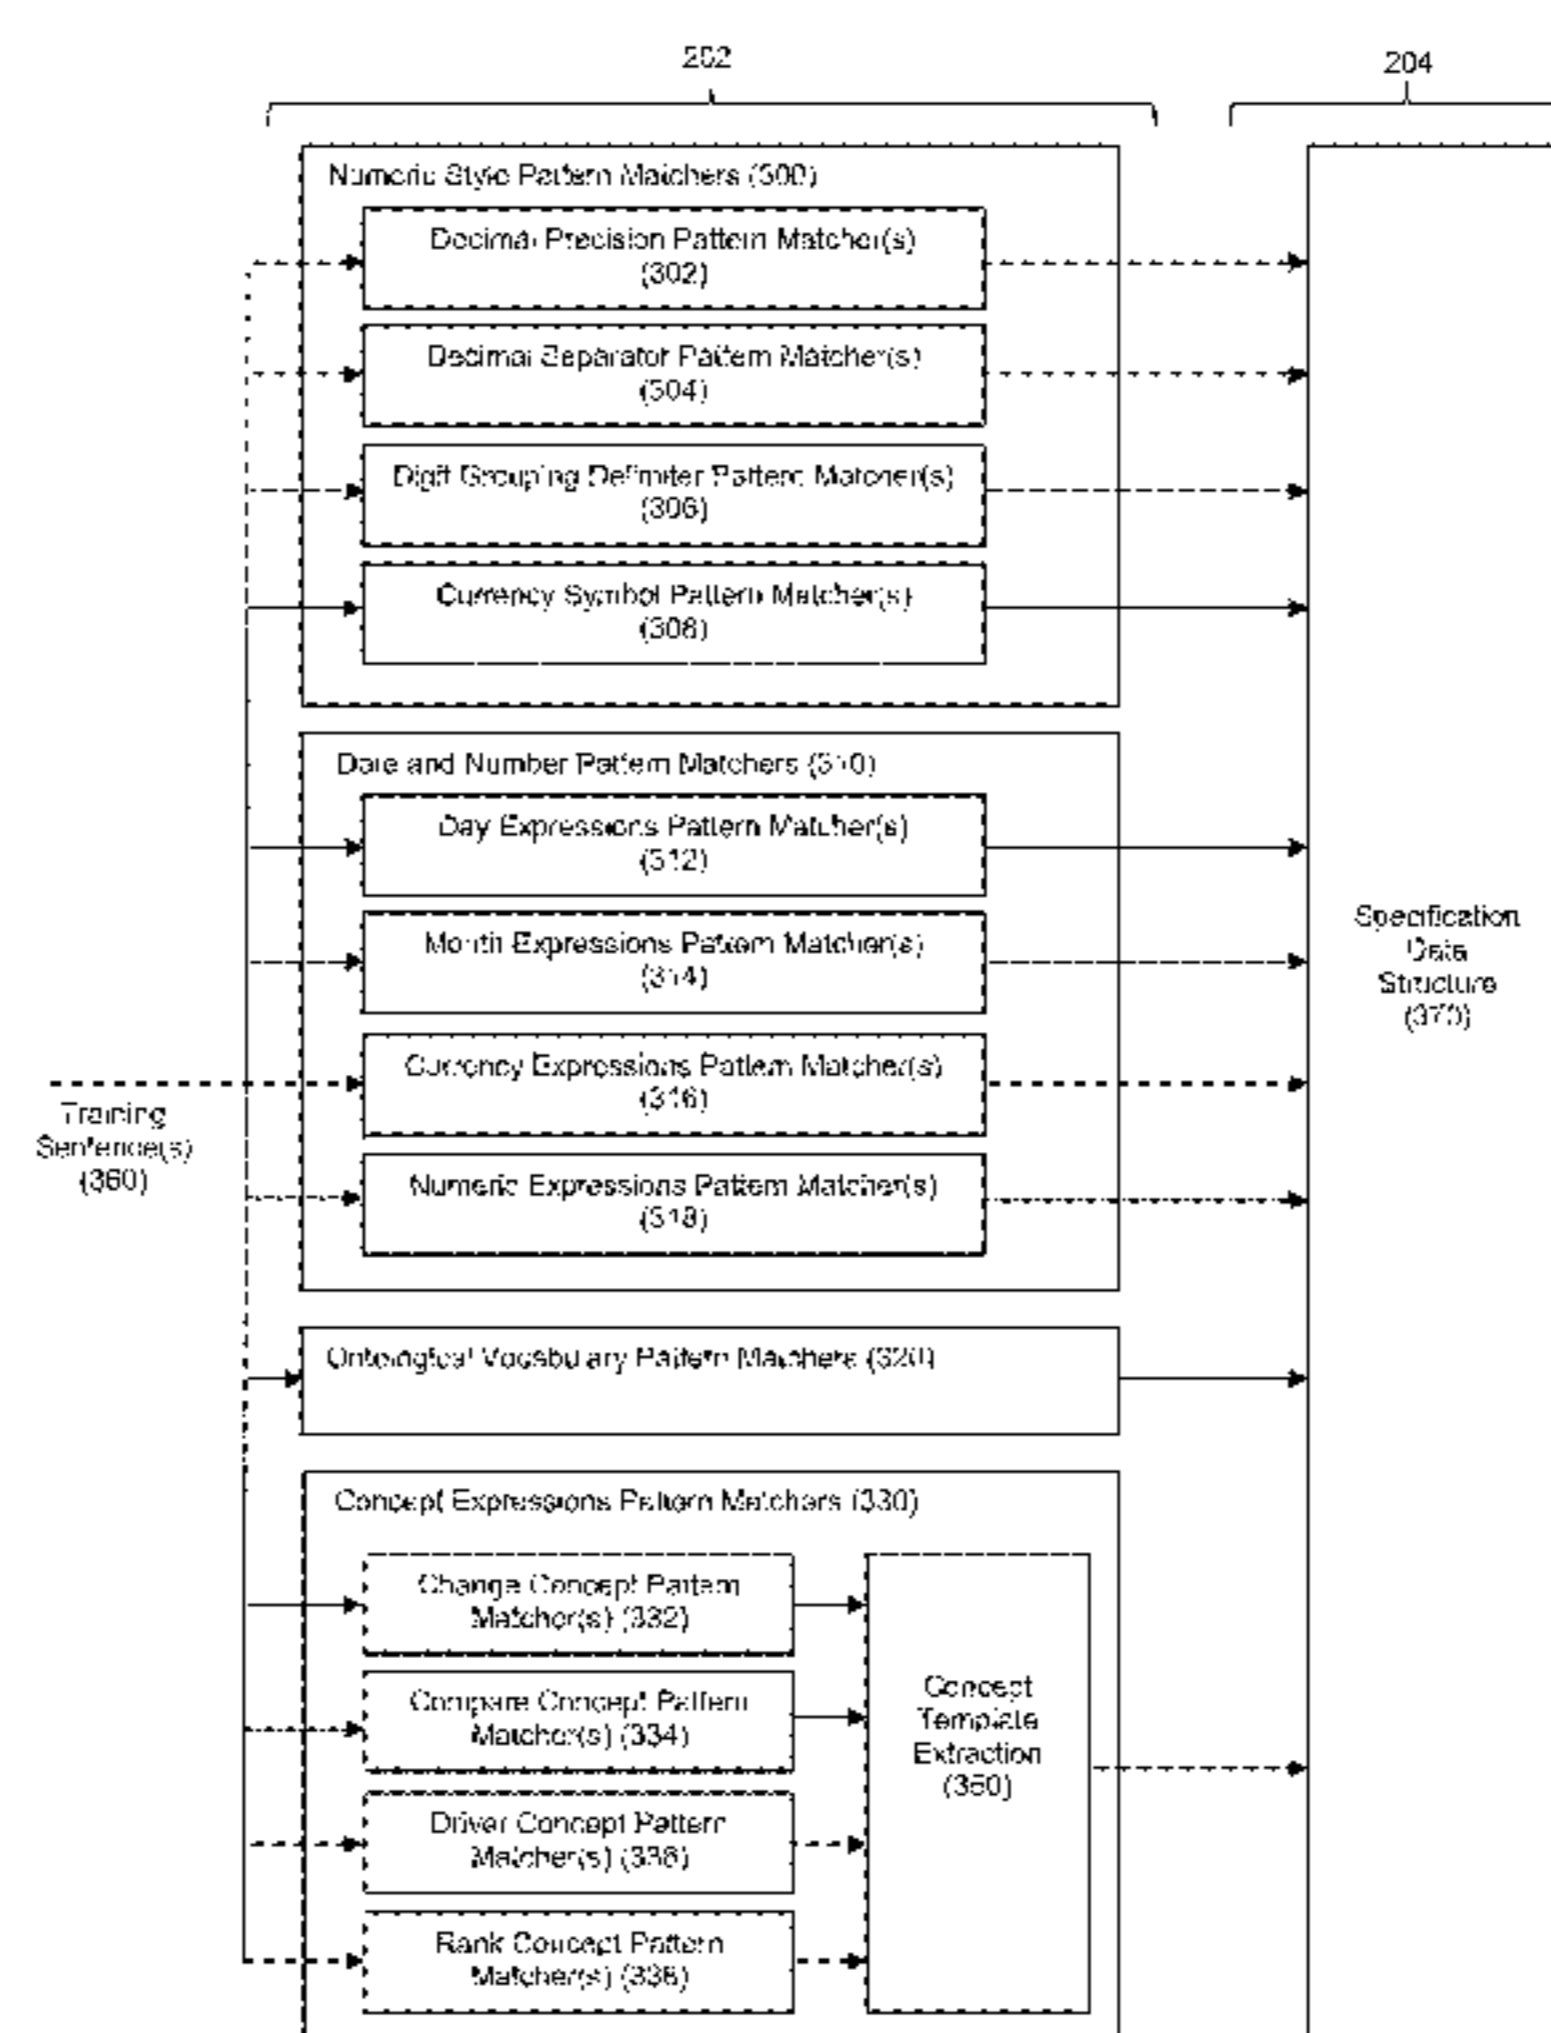 202
204
Numeric Style Pattern Matchers (300)
Decimal Precision Pattern Matcher(s)
(302)
Decimal Separator Pattern Matcher(s)
(304)
Digit Grouping Delimiter Pattern Matcher(s)
(306)
Currency Symbol Pattern Matcher(s)
(308)
Date and Number Pattern Matchers (310)
Day Expressions Pattern Matcher(s)
(312)
Month Expressions Pattern Matcher(s)
(314)
Currency Expressions Pattern Matcher(s)
(316)
Numeric Expressions Pattern Matcher(s)
(318)
Training
Sentence(s)
(360)
Specification
Data
Structure
(370)
Ontological Vocabulary Pattern Matchers (320)
Concept Expressions Pattern Matchers (330)
Change Concept Pattern
Matcher(s) (332)
Compare Concept Pattern
Matcher(s) (334)
Driver Concept Pattern
Matcher(s) (336)
Rank Concept Pattern
Matcher(s) (338)
Concept
Template
Extraction
(350)